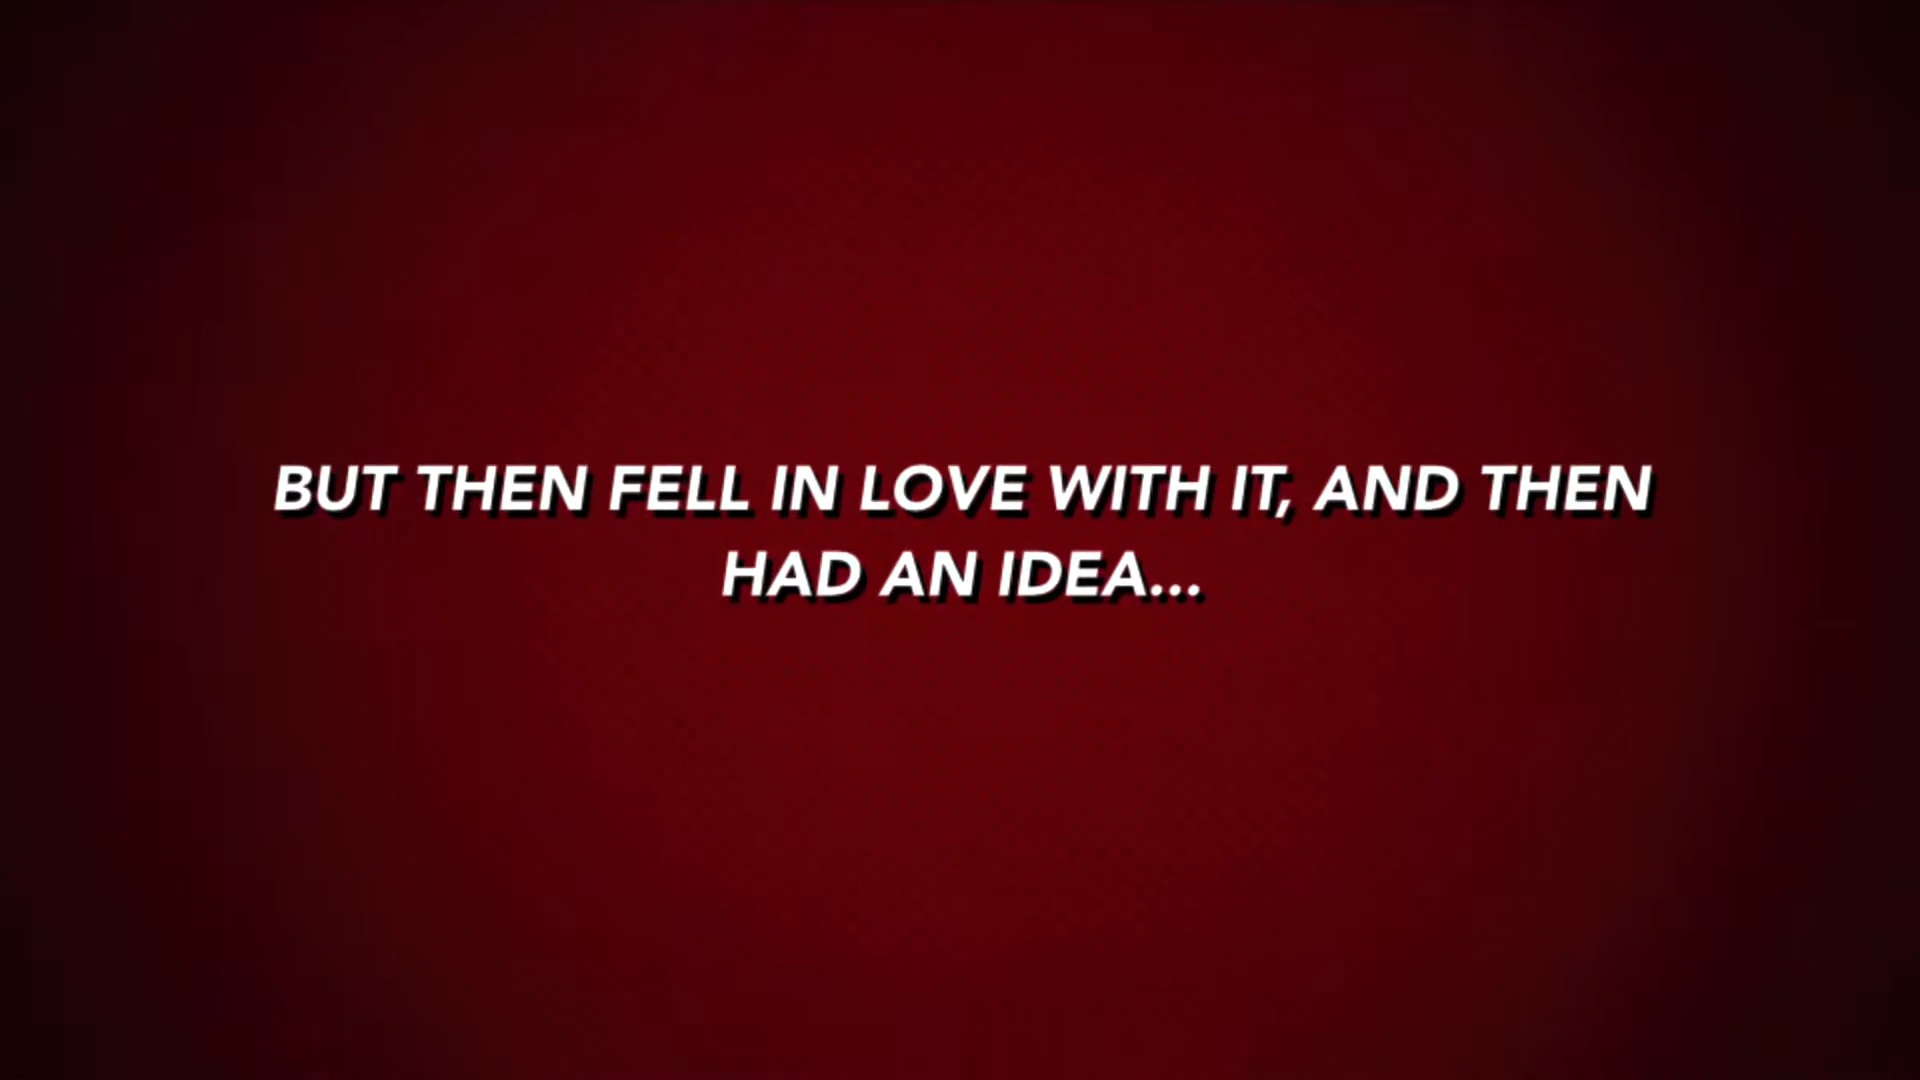 BUT THEN FELL IN LOVE WITH IT, AND THEN
HAD AN IDEA...